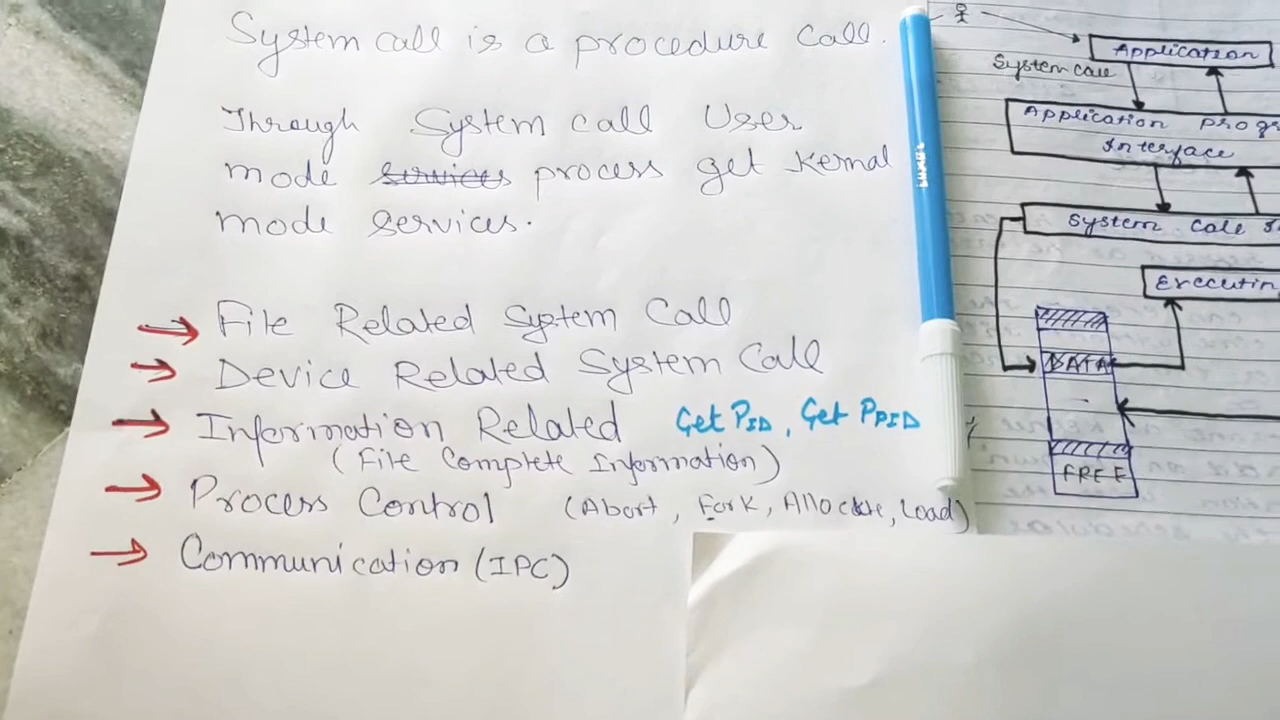 System call is a procedure call.
Through System call User
mode services process get kernal
mode services.
File Related System Call
Device Related System Call
Information Related Get PID, Get PPID
(File Complete Information)
Process Control (Abort, Fork, Allocate, Load)
Communication (IPC)
Application
System call
Application prog
Interface
System call
Executin
DATA
FREE